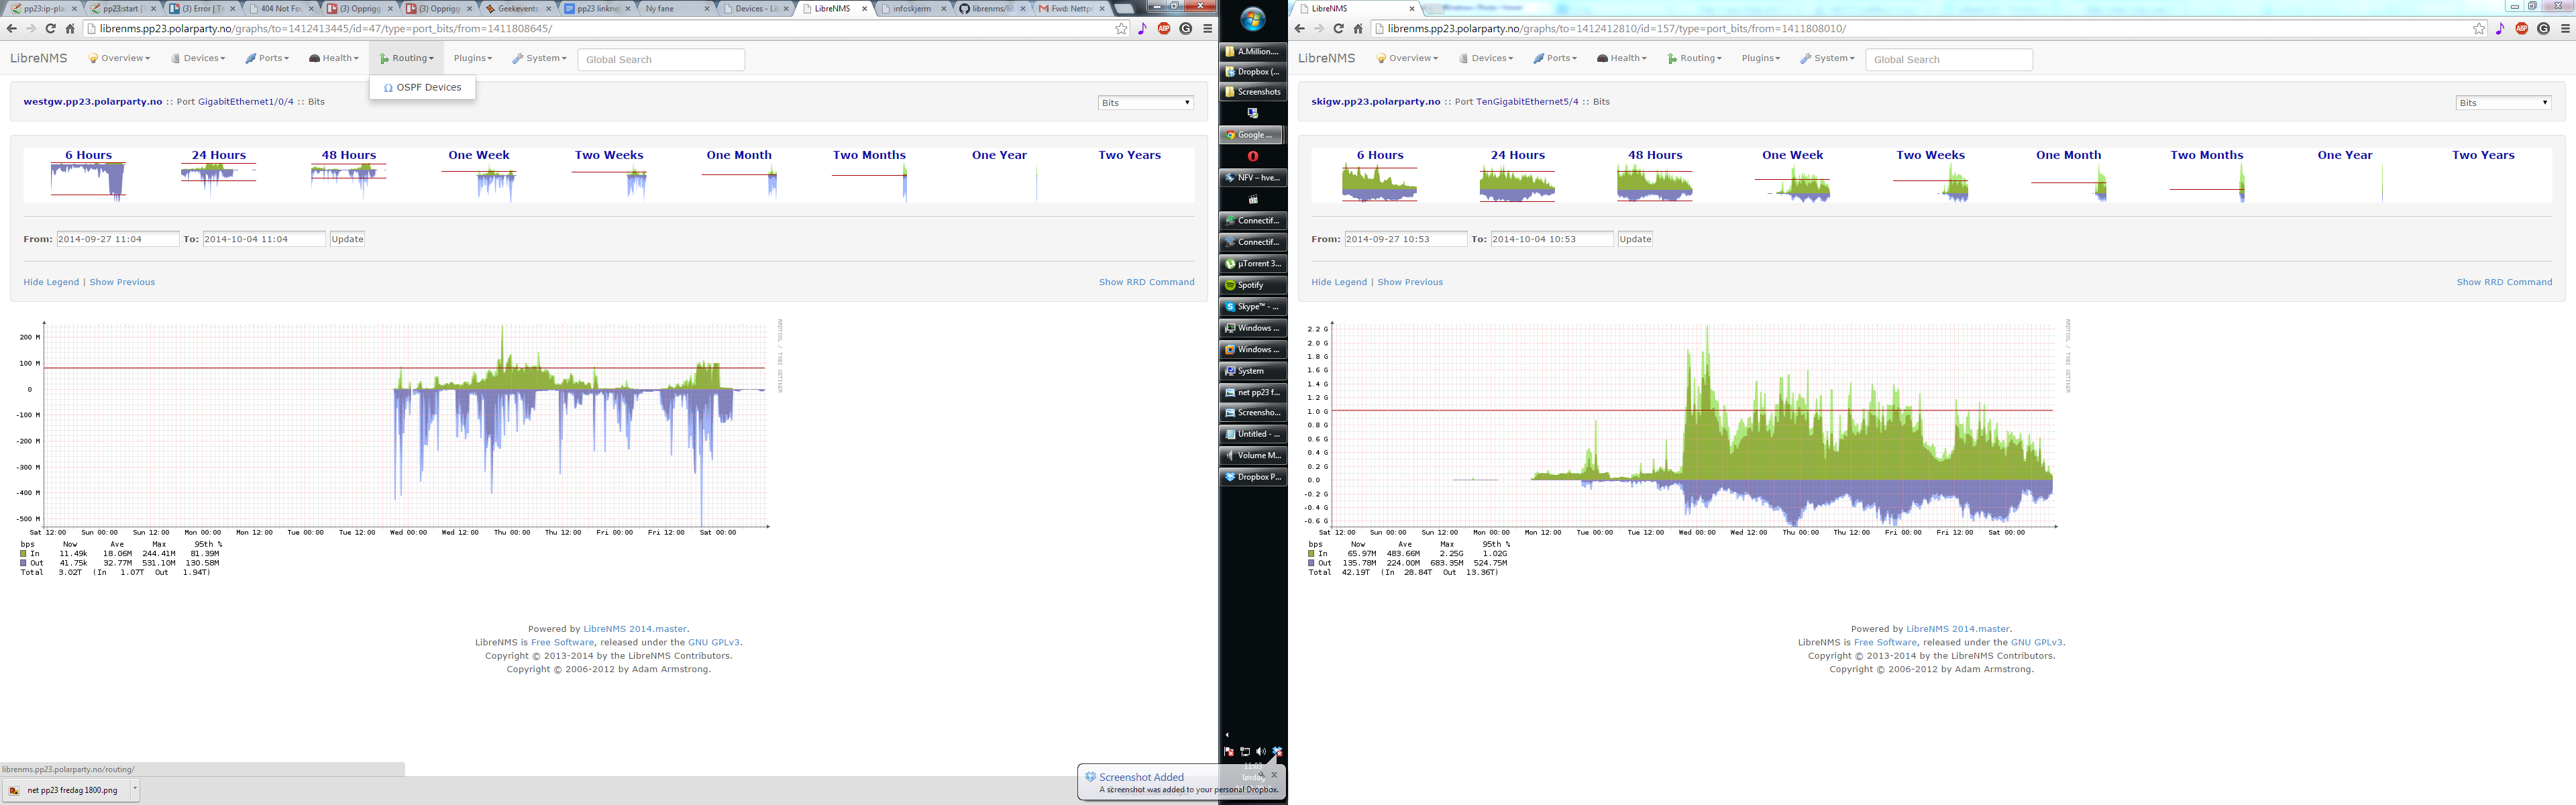 pp23:ip-plan
pp23:start [
(3) Error | T
404 Not Fou
(3) Opprigg
(3) Opprigg
Geekevents
pp23 linknet
Ny fane
Devices - Lib
LibreNMS
infoskjerm
librenms/lib
Fwd: Nettpr
librenms.pp23.polarparty.no/graphs/to=1412413445/id=47/type=port_bits/from=1411808645/
LibreNMS Overview Devices Ports Health Routing Plugins System Global Search
OSPF Devices
westgw.pp23.polarparty.no :: Port GigabitEthernet1/0/4 :: Bits
Bits
6 Hours 24 Hours 48 Hours One Week Two Weeks One Month Two Months One Year Two Years
From: 2014-09-27 11:04 To: 2014-10-04 11:04 Update
Hide Legend | Show Previous
Show RRD Command
RRDTOOL / TOBI OETIKER
200 M
100 M
0
-100 M
-200 M
-300 M
-400 M
-500 M
Sat 12:00 Sun 00:00 Sun 12:00 Mon 00:00 Mon 12:00 Tue 00:00 Tue 12:00 Wed 00:00 Wed 12:00 Thu 00:00 Thu 12:00 Fri 00:00 Fri 12:00 Sat 00:00
bps Now Ave Max 95th %
In 11.49k 18.06M 244.41M 81.39M
Out 41.75k 32.77M 531.10M 130.58M
Total 3.02T (In 1.07T Out 1.94T)
Powered by LibreNMS 2014.master.
LibreNMS is Free Software, released under the GNU GPLv3.
Copyright © 2013-2014 by the LibreNMS Contributors.
Copyright © 2006-2012 by Adam Armstrong.
librenms.pp23.polarparty.no/routing/
net pp23 fredag 1800.png
A.Million....
Dropbox (...
Screenshots
Google ...
NFV – hve...
Connectif...
Connectif...
µTorrent 3...
Spotify
Skype™ - ...
Windows ...
Windows ...
System
net pp23 f...
Screensho...
Untitled - ...
Volume M...
Dropbox P...
11:03
lørdag
Screenshot Added
A screenshot was added to your personal Dropbox.
LibreNMS
librenms.pp23.polarparty.no/graphs/to=1412412810/id=157/type=port_bits/from=1411808010/
LibreNMS Overview Devices Ports Health Routing Plugins System Global Search
skigw.pp23.polarparty.no :: Port TenGigabitEthernet5/4 :: Bits
Bits
6 Hours 24 Hours 48 Hours One Week Two Weeks One Month Two Months One Year Two Years
From: 2014-09-27 10:53 To: 2014-10-04 10:53 Update
Hide Legend | Show Previous
Show RRD Command
RRDTOOL / TOBI OETIKER
2.2 G
2.0 G
1.8 G
1.6 G
1.4 G
1.2 G
1.0 G
0.8 G
0.6 G
0.4 G
0.2 G
0.0
-0.2 G
-0.4 G
-0.6 G
Sat 12:00 Sun 00:00 Sun 12:00 Mon 00:00 Mon 12:00 Tue 00:00 Tue 12:00 Wed 00:00 Wed 12:00 Thu 00:00 Thu 12:00 Fri 00:00 Fri 12:00 Sat 00:00
bps Now Ave Max 95th %
In 65.97M 483.66M 2.25G 1.02G
Out 135.78M 224.00M 683.35M 524.75M
Total 42.19T (In 28.84T Out 13.36T)
Powered by LibreNMS 2014.master.
LibreNMS is Free Software, released under the GNU GPLv3.
Copyright © 2013-2014 by the LibreNMS Contributors.
Copyright © 2006-2012 by Adam Armstrong.